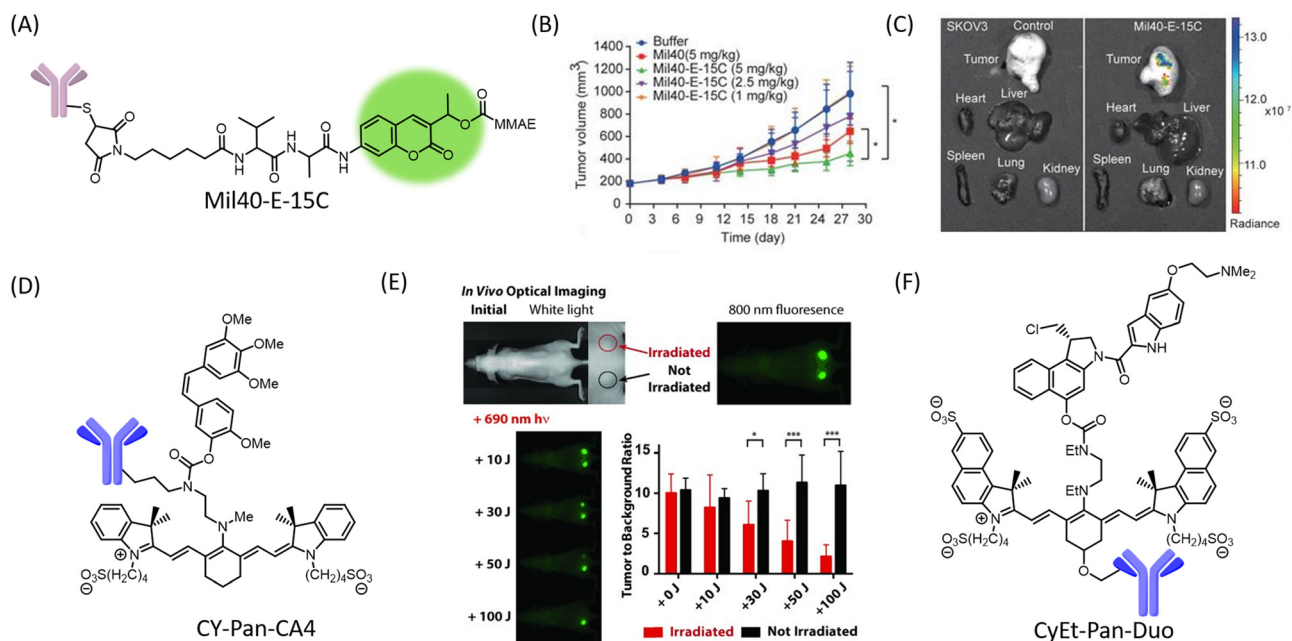 (A)
S
O
N
O
O
N
H
O
H
N
O
N
H
O
O
O
O
MMAE
Mil40-E-15C
(B)
Buffer
Mil40(5 mg/kg)
Mil40-E-15C (5 mg/kg)
Mil40-E-15C (2.5 mg/kg)
Mil40-E-15C (1 mg/kg)
Tumor volume (mm³)
1400
1200
1000
800
600
400
200
0
3
6
9
12
15
18
21
24
27
30
Time (day)
*
*
(C)
SKOV3
Control
Tumor
Heart
Liver
Spleen
Lung
Kidney
Mil40-E-15C
Tumor
Heart
Liver
Spleen
Lung
Kidney
13.0
12.0
×10⁷
11.0
Radiance
(D)
OMe
MeO
OMe
OMe
O
O
N
N
Me
N
⊕
N
O₃S(H₂C)₄
⊖
(CH₂)₄SO₃
⊖
CY-Pan-CA4
(E)
In Vivo Optical Imaging
Initial
White light
800 nm fluoresence
Irradiated
Not
Irradiated
+ 690 nm hν
+ 10 J
+ 30 J
+ 50 J
+ 100 J
Tumor to Background Ratio
15
10
5
0
*
***
***
+ 0 J
+10 J
+30 J
+50 J
+100 J
Irradiated
Not Irradiated
(F)
O
NMe₂
Cl
N
NH
O
O
O
EtN
EtN
⊖
SO₃
⊖
SO₃
N
⊕
N
SO₃
⊖
SO₃
⊖
O
CyEt-Pan-Duo